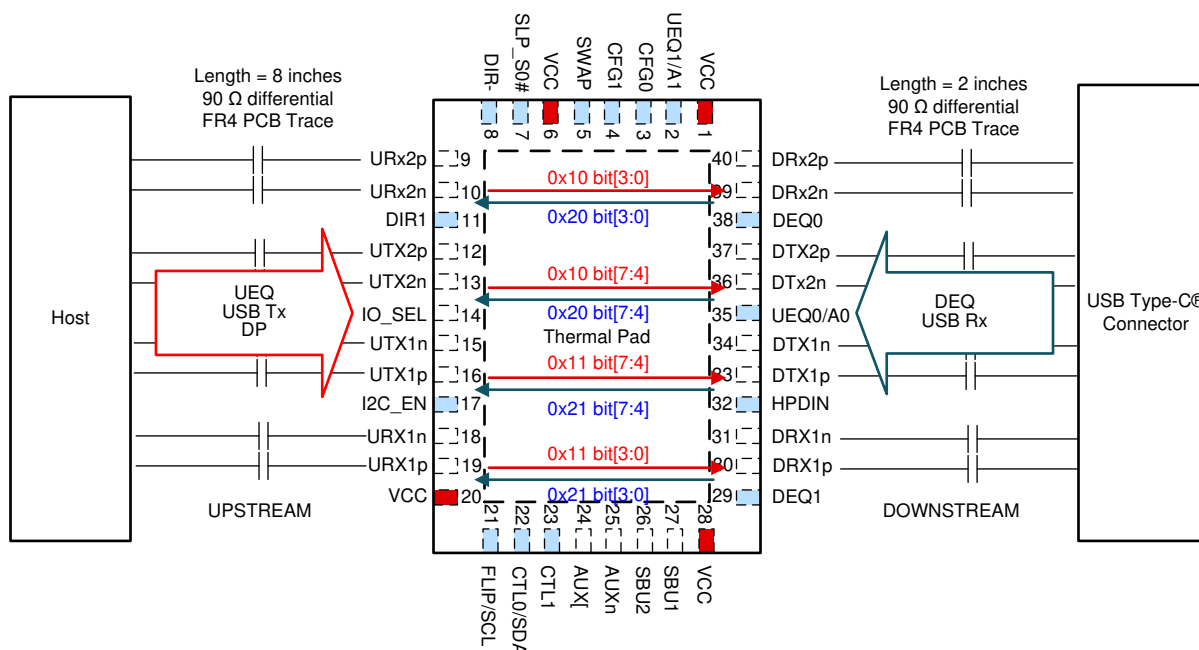 Length = 8 inches
90 Ω differential
FR4 PCB Trace
Length = 2 inches
90 Ω differential
FR4 PCB Trace
DIR-
SLP_S0#
VCC
SWAP
CFG1
CFG0
UEQ1/A1
VCC
8
7
6
5
4
3
2
1
URx2p
9
40
DRx2p
0x10 bit[3:0]
URx2n
10
39
DRx2n
0x20 bit[3:0]
DIR1
11
38
DEQ0
UTX2p
12
37
DTX2p
0x10 bit[7:4]
UTX2n
13
36
DTx2n
UEQ
USB Tx
DP
DEQ
USB Rx
Host
USB Type-C®
Connector
IO_SEL
14
0x20 bit[7:4]
35
UEQ0/A0
Thermal Pad
UTX1n
15
34
DTX1n
0x11 bit[7:4]
UTX1p
16
33
DTX1p
I2C_EN
17
0x21 bit[7:4]
32
HPDIN
URX1n
18
31
DRX1n
0x11 bit[3:0]
URX1p
19
30
DRX1p
VCC
20
0x21 bit[3:0]
29
DEQ1
UPSTREAM
DOWNSTREAM
21
22
23
24
25
26
27
28
FLIP/SCL
CTL0/SDA
CTL1
AUX[
AUXn
SBU2
SBU1
VCC